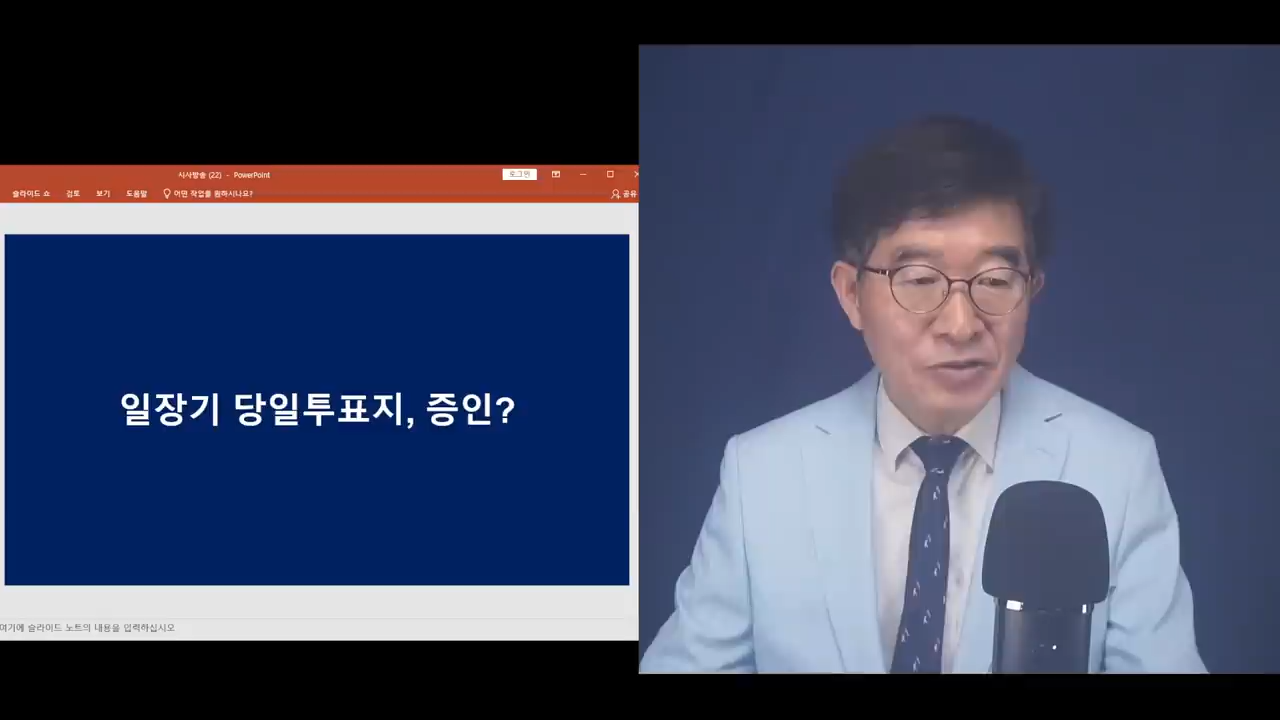 시사방송 (22) - PowerPoint
로그인
슬라이드 쇼 검토 보기 도움말 어떤 작업을 원하시나요? 공유
일장기 당일투표지, 증인?
여기에 슬라이드 노트의 내용을 입력하십시오